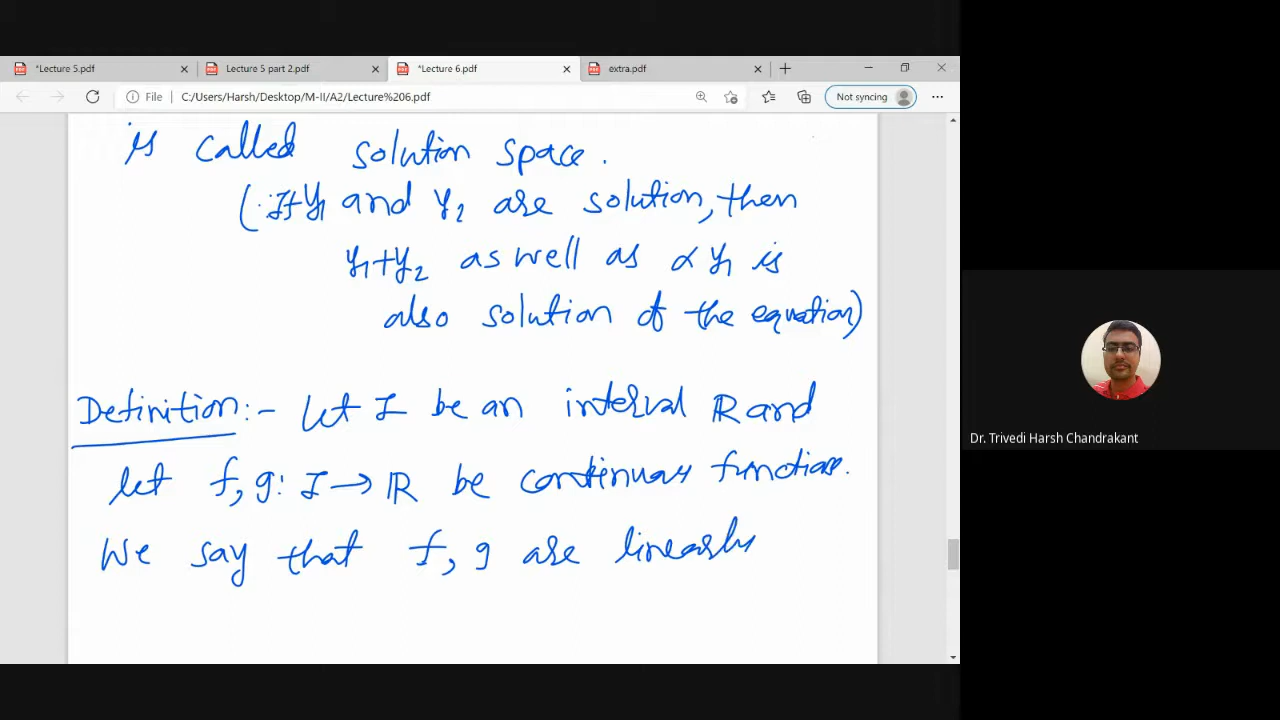 *Lecture 5.pdf
Lecture 5 part 2.pdf
*Lecture 6.pdf
extra.pdf
File
C:/Users/Harsh/Desktop/M-II/A2/Lecture%206.pdf
Not syncing
is called solution space.
(∵ If y₁ and y₂ are solution, then
y₁+y₂ as well as α y₁ is
also solution of the equation)
Definition:- Let I be an interval ℝ and
let f, g: I → ℝ be continuous functions.
We say that f, g are linearly
Dr. Trivedi Harsh Chandrakant